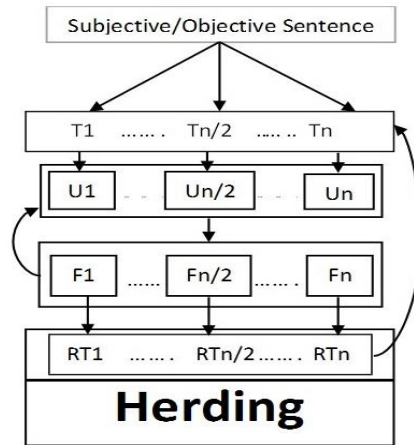 Subjective/Objective Sentence
T1 ....... Tn/2 ...... Tn
U1 Un/2 Un
F1 ...... Fn/2 ....... Fn
RT1 ....... RTn/2 ....... RTn
Herding